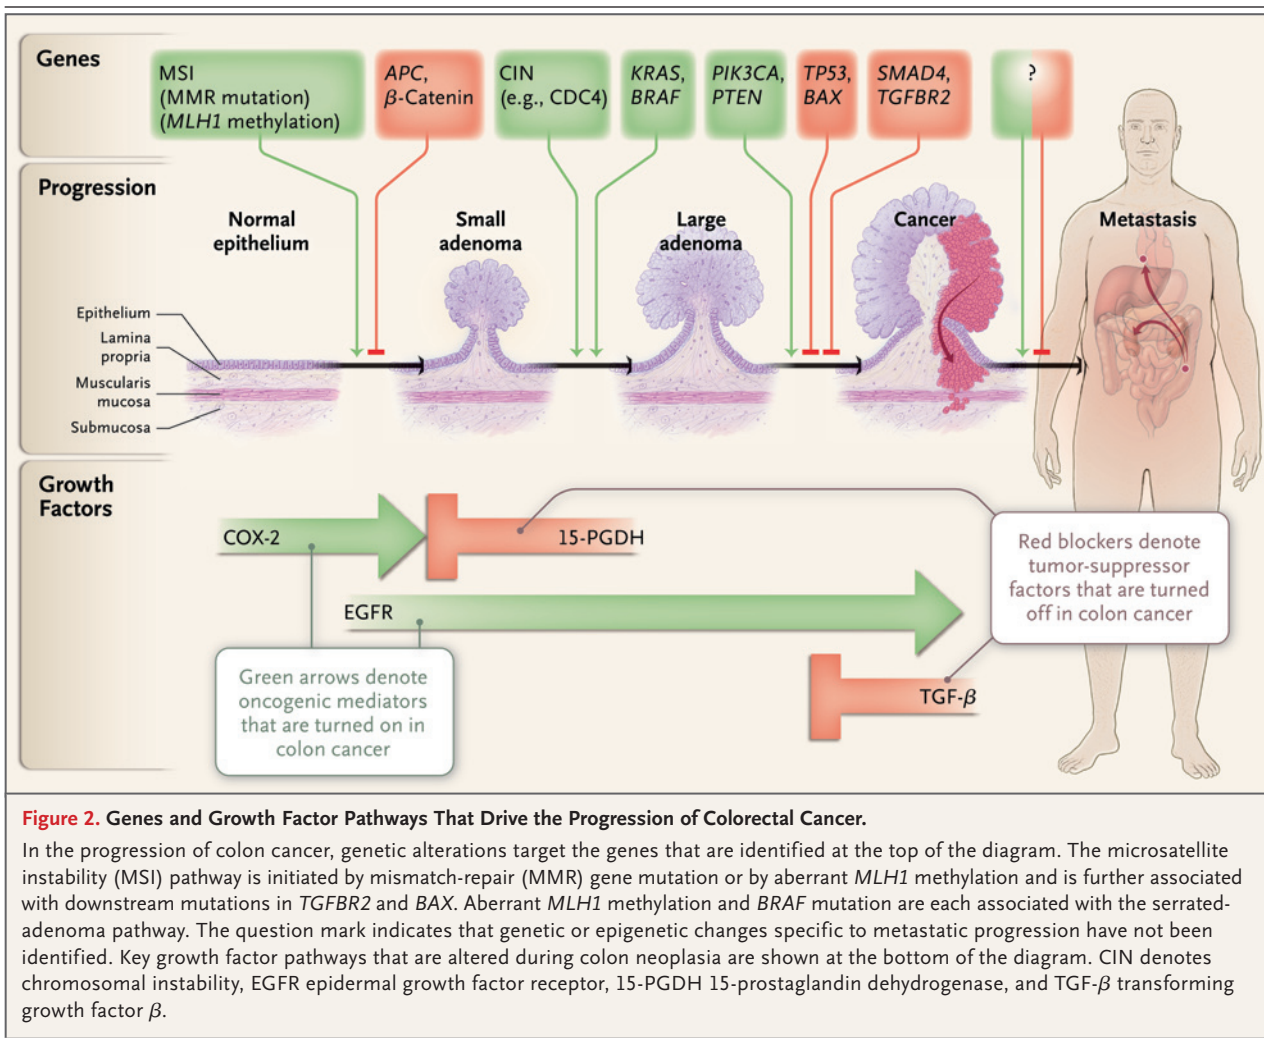 Genes
MSI
(MMR mutation)
(MLH1 methylation)
APC,
β-Catenin
CIN
(e.g., CDC4)
KRAS,
BRAF
PIK3CA,
PTEN
TP53,
BAX
SMAD4,
TGFBR2
?
Progression
Normal
epithelium
Small
adenoma
Large
adenoma
Cancer
Metastasis
Epithelium
Lamina
propria
Muscularis
mucosa
Submucosa
Growth
Factors
COX-2
15-PGDH
EGFR
TGF-β
Green arrows denote
oncogenic mediators
that are turned on in
colon cancer
Red blockers denote
tumor-suppressor
factors that are turned
off in colon cancer
Figure 2. Genes and Growth Factor Pathways That Drive the Progression of Colorectal Cancer.
In the progression of colon cancer, genetic alterations target the genes that are identified at the top of the diagram. The microsatellite
instability (MSI) pathway is initiated by mismatch-repair (MMR) gene mutation or by aberrant MLH1 methylation and is further associated
with downstream mutations in TGFBR2 and BAX. Aberrant MLH1 methylation and BRAF mutation are each associated with the serrated-
adenoma pathway. The question mark indicates that genetic or epigenetic changes specific to metastatic progression have not been
identified. Key growth factor pathways that are altered during colon neoplasia are shown at the bottom of the diagram. CIN denotes
chromosomal instability, EGFR epidermal growth factor receptor, 15-PGDH 15-prostaglandin dehydrogenase, and TGF-β transforming
growth factor β.